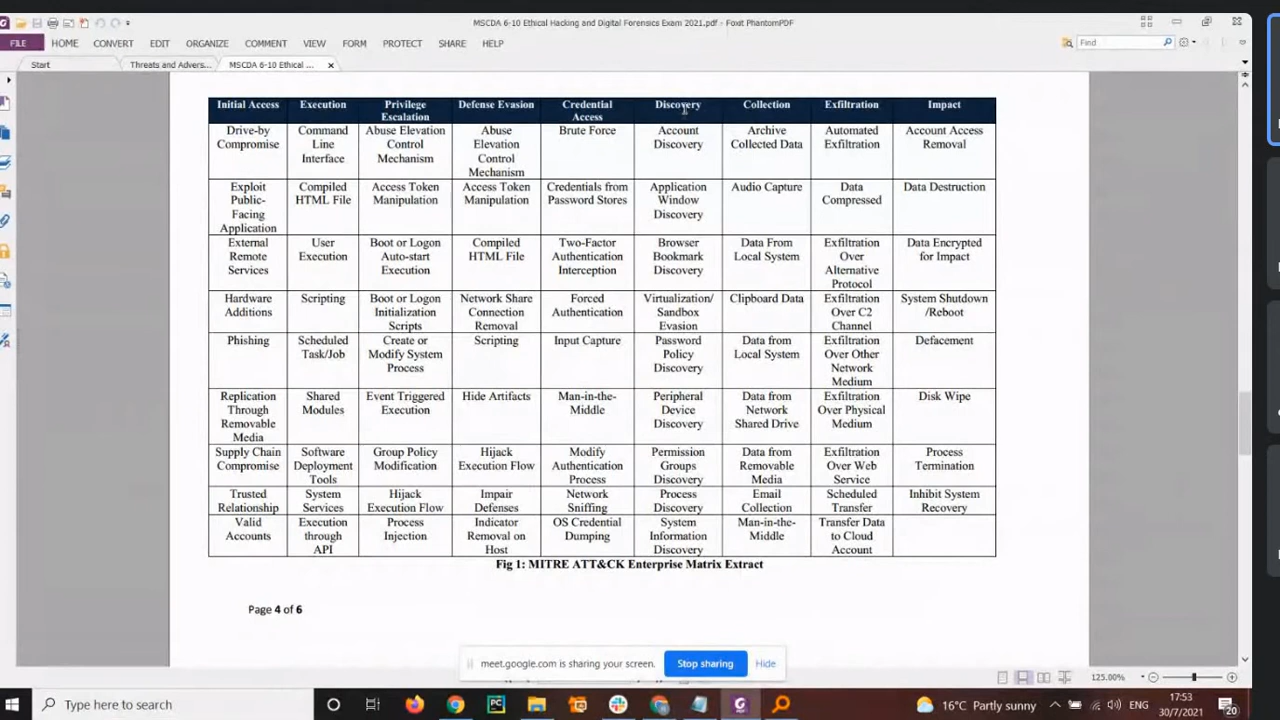 MSCDA 6-10 Ethical Hacking and Digital Forensics Exam 2021.pdf - Foxit PhantomPDF
FILE HOME CONVERT EDIT ORGANIZE COMMENT VIEW FORM PROTECT SHARE HELP
Find
Start Threats and Advers... MSCDA 6-10 Ethical ...
Initial Access
Execution
Privilege
Escalation
Defense Evasion
Credential
Access
Discovery
Collection
Exfiltration
Impact
Drive-by
Compromise
Command
Line
Interface
Abuse Elevation
Control
Mechanism
Abuse
Elevation
Control
Mechanism
Brute Force
Account
Discovery
Archive
Collected Data
Automated
Exfiltration
Account Access
Removal
Exploit
Public-
Facing
Application
Compiled
HTML File
Access Token
Manipulation
Access Token
Manipulation
Credentials from
Password Stores
Application
Window
Discovery
Audio Capture
Data
Compressed
Data Destruction
External
Remote
Services
User
Execution
Boot or Logon
Auto-start
Execution
Compiled
HTML File
Two-Factor
Authentication
Interception
Browser
Bookmark
Discovery
Data From
Local System
Exfiltration
Over
Alternative
Protocol
Data Encrypted
for Impact
Hardware
Additions
Scripting
Boot or Logon
Initialization
Scripts
Network Share
Connection
Removal
Forced
Authentication
Virtualization/
Sandbox
Evasion
Clipboard Data
Exfiltration
Over C2
Channel
System Shutdown
/Reboot
Phishing
Scheduled
Task/Job
Create or
Modify System
Process
Scripting
Input Capture
Password
Policy
Discovery
Data from
Local System
Exfiltration
Over Other
Network
Medium
Defacement
Replication
Through
Removable
Media
Shared
Modules
Event Triggered
Execution
Hide Artifacts
Man-in-the-
Middle
Peripheral
Device
Discovery
Data from
Network
Shared Drive
Exfiltration
Over Physical
Medium
Disk Wipe
Supply Chain
Compromise
Software
Deployment
Tools
Group Policy
Modification
Hijack
Execution Flow
Modify
Authentication
Process
Permission
Groups
Discovery
Data from
Removable
Media
Exfiltration
Over Web
Service
Process
Termination
Trusted
Relationship
System
Services
Hijack
Execution Flow
Impair
Defenses
Network
Sniffing
Process
Discovery
Email
Collection
Scheduled
Transfer
Inhibit System
Recovery
Valid
Accounts
Execution
through
API
Process
Injection
Indicator
Removal on
Host
OS Credential
Dumping
System
Information
Discovery
Man-in-the-
Middle
Transfer Data
to Cloud
Account
Fig 1: MITRE ATT&CK Enterprise Matrix Extract
Page 4 of 6
meet.google.com is sharing your screen. Stop sharing Hide
125.00%
Type here to search
PC
16°C Partly sunny
ENG
17:53
30/7/2021
20